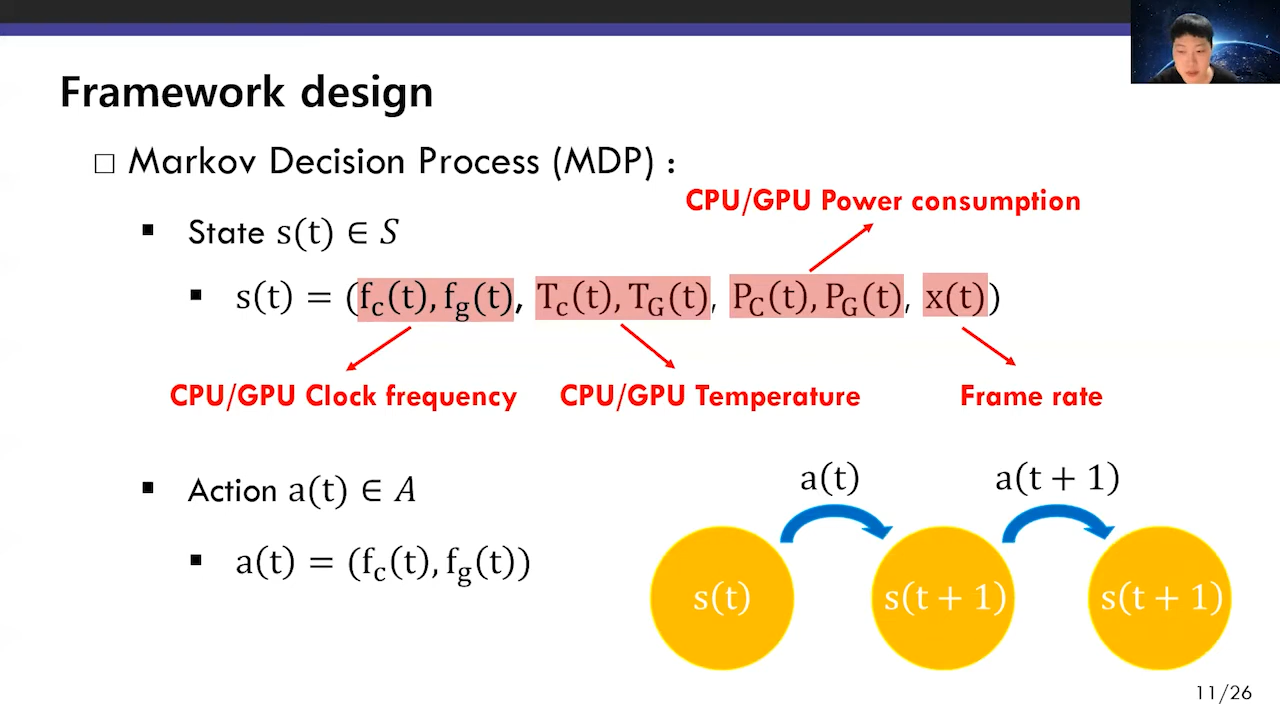 Framework design
Markov Decision Process (MDP) :
CPU/GPU Power consumption
State s(t) ∈ S
s(t) = (f_c(t), f_g(t), T_c(t), T_G(t), P_C(t), P_G(t), x(t))
CPU/GPU Clock frequency
CPU/GPU Temperature
Frame rate
a(t)
a(t + 1)
Action a(t) ∈ A
a(t) = (f_c(t), f_g(t))
s(t)
s(t + 1)
s(t + 1)
11/26